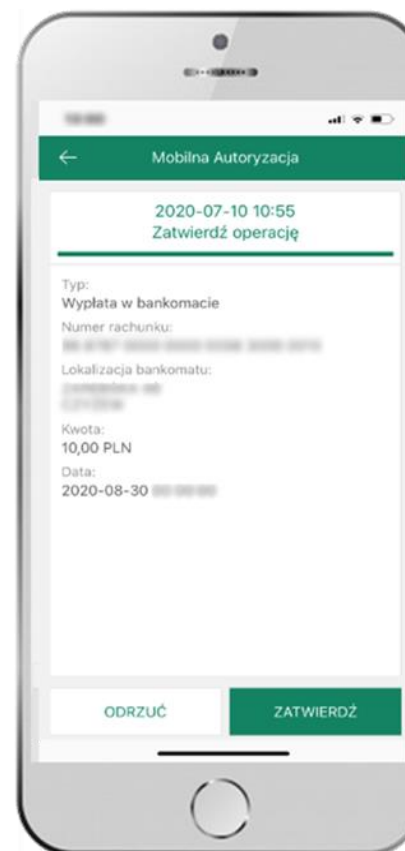 Mobilna Autoryzacja
2020-07-10 10:55
Zatwierdź operację
Typ:
Wypłata w bankomacie
Numer rachunku:
Lokalizacja bankomatu:
Kwota:
10,00 PLN
Data:
2020-08-30
ODRZUĆ
ZATWIERDŹ